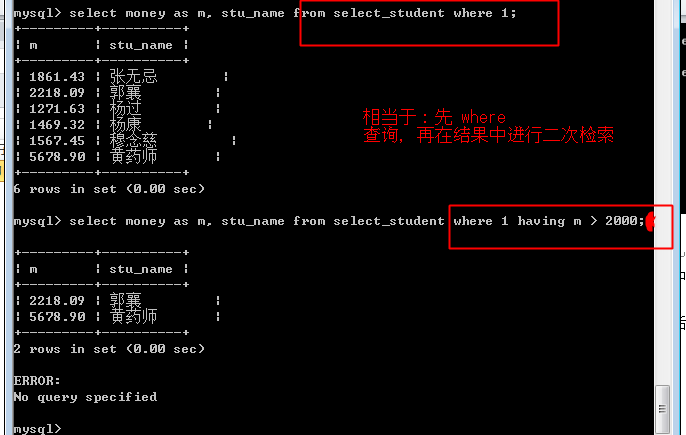 mysql> select money as m, stu_name from select_student where 1;
+---------+----------+
| m       | stu_name |
+---------+----------+
| 1861.43 | 张无忌        |
| 2218.09 | 郭襄         |
| 1271.63 | 杨过         |
| 1469.32 | 杨康        |
| 1567.45 | 穆念慈         |
| 5678.90 | 黄药师        |
+---------+----------+
6 rows in set (0.00 sec)
相当于：先 where
查询，再在结果中进行二次检索
mysql> select money as m, stu_name from select_student where 1 having m > 2000;
+---------+----------+
| m       | stu_name |
+---------+----------+
| 2218.09 | 郭襄         |
| 5678.90 | 黄药师        |
+---------+----------+
2 rows in set (0.00 sec)
ERROR:
No query specified
mysql>